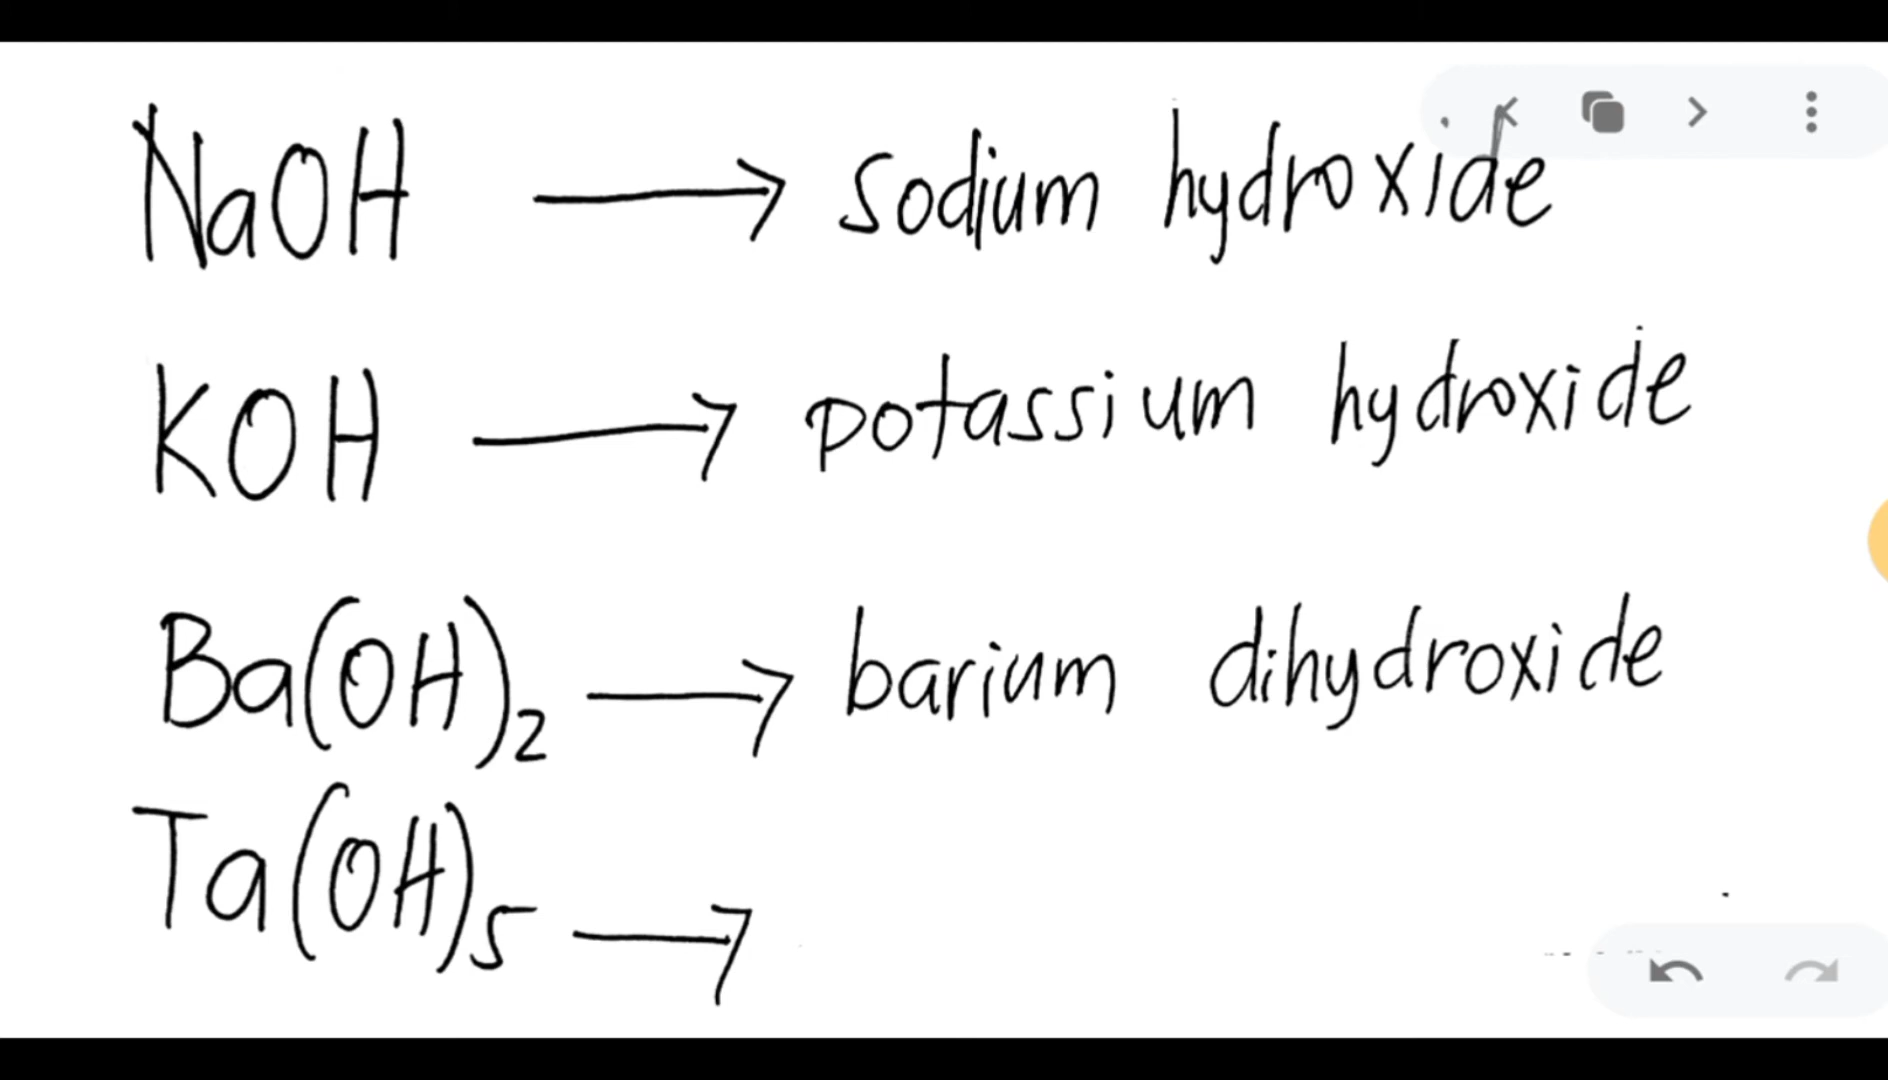 NaOH → sodium hydroxide
KOH → potassium hydroxide
Ba(OH)₂ → barium dihydroxide
Ta(OH)₅ →